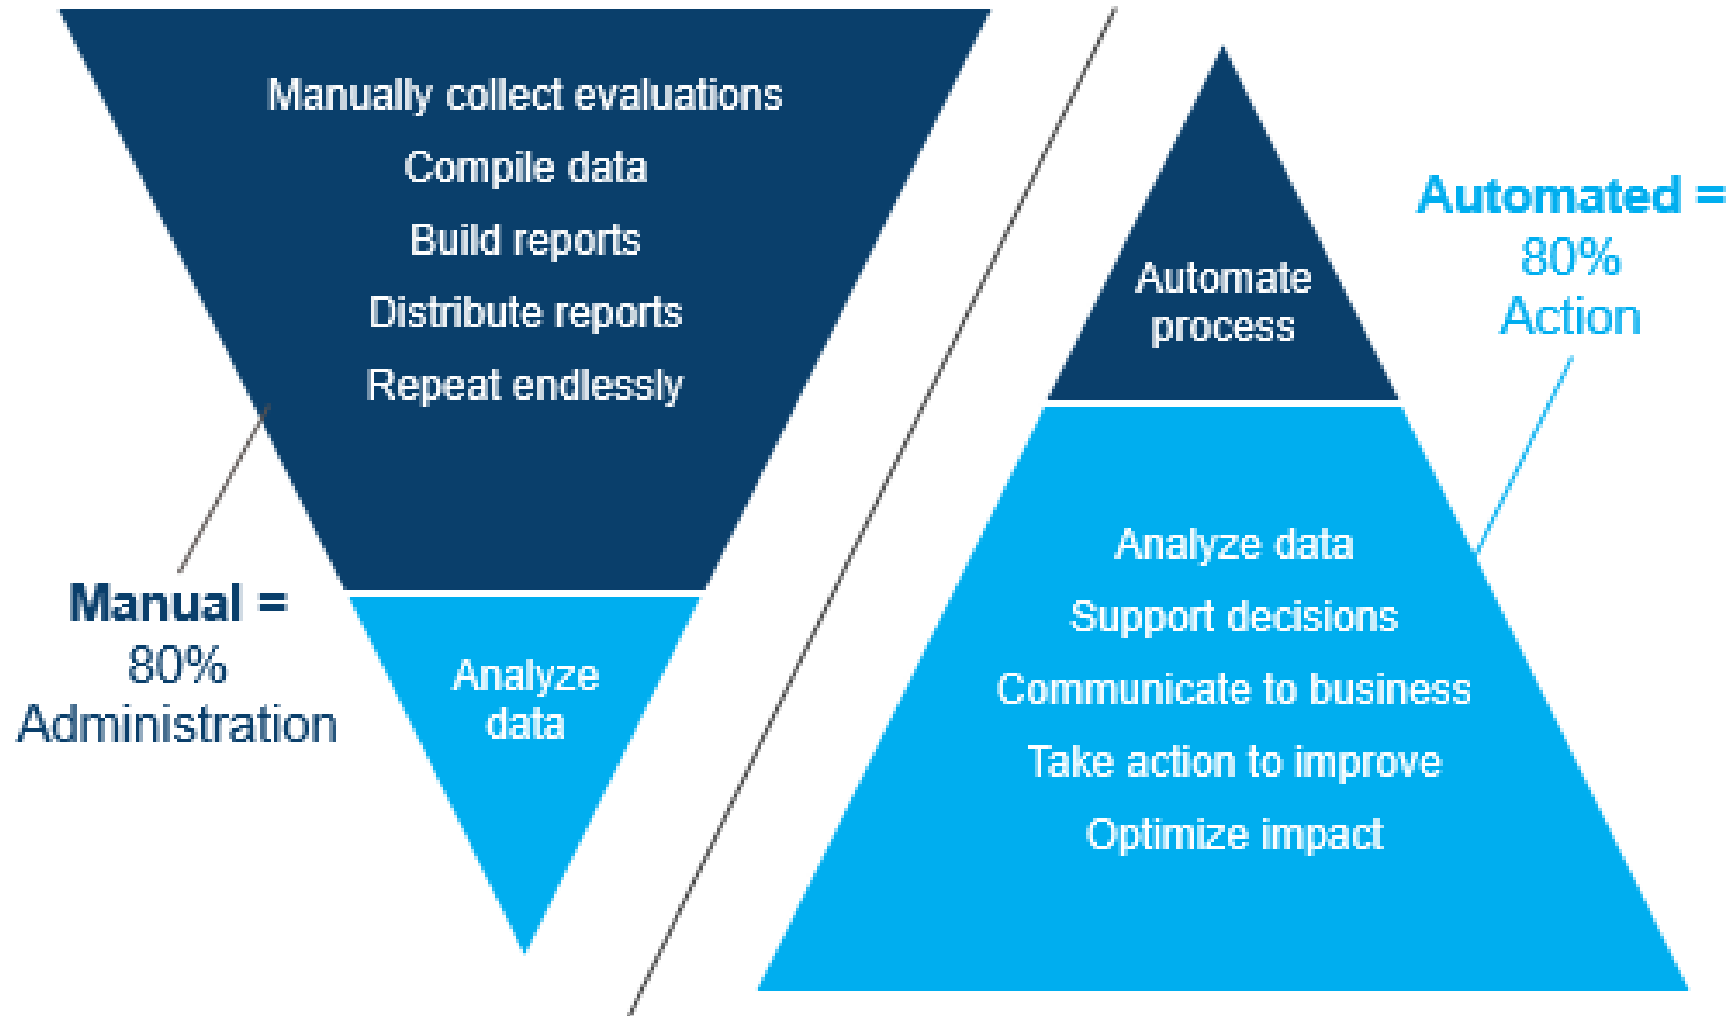 Manually collect evaluations
Compile data
Build reports
Distribute reports
Repeat endlessly
Manual =
80%
Administration
Analyze
data
Automate
process
Automated =
80%
Action
Analyze data
Support decisions
Communicate to business
Take action to improve
Optimize impact